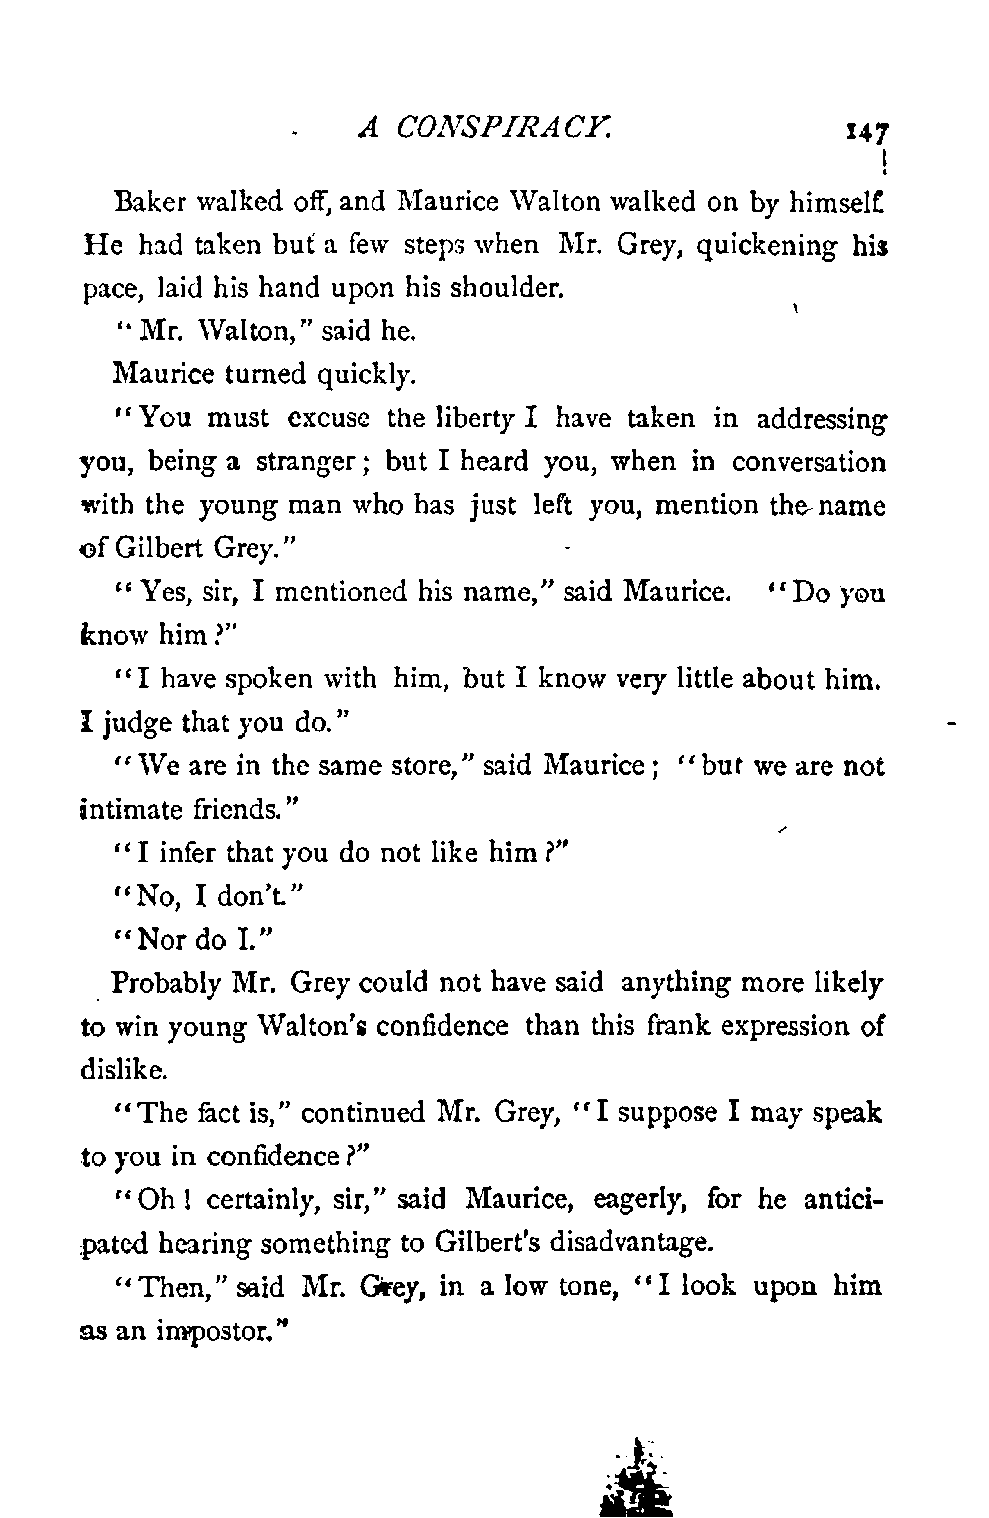 A CONSPIRACY. 147
Baker walked off, and Maurice Walton walked on by himself.
He had taken but a few steps when Mr. Grey, quickening his
pace, laid his hand upon his shoulder.
"Mr. Walton," said he.
Maurice turned quickly.
"You must excuse the liberty I have taken in addressing
you, being a stranger; but I heard you, when in conversation
with the young man who has just left you, mention the name
of Gilbert Grey."
"Yes, sir, I mentioned his name," said Maurice. "Do you
know him?"
"I have spoken with him, but I know very little about him.
I judge that you do."
"We are in the same store," said Maurice; "but we are not
intimate friends."
"I infer that you do not like him?"
"No, I don't."
"Nor do I."
Probably Mr. Grey could not have said anything more likely
to win young Walton's confidence than this frank expression of
dislike.
"The fact is," continued Mr. Grey, "I suppose I may speak
to you in confidence?"
"Oh! certainly, sir," said Maurice, eagerly, for he antici-
pated hearing something to Gilbert's disadvantage.
"Then," said Mr. Grey, in a low tone, "I look upon him
as an impostor."